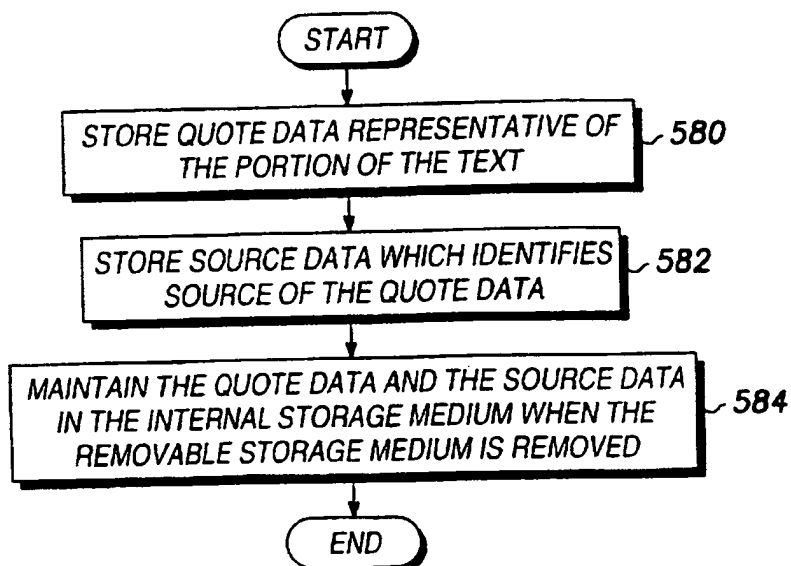 START
STORE QUOTE DATA REPRESENTATIVE OF
THE PORTION OF THE TEXT
580
STORE SOURCE DATA WHICH IDENTIFIES
SOURCE OF THE QUOTE DATA
582
MAINTAIN THE QUOTE DATA AND THE SOURCE DATA
IN THE INTERNAL STORAGE MEDIUM WHEN THE
REMOVABLE STORAGE MEDIUM IS REMOVED
584
END